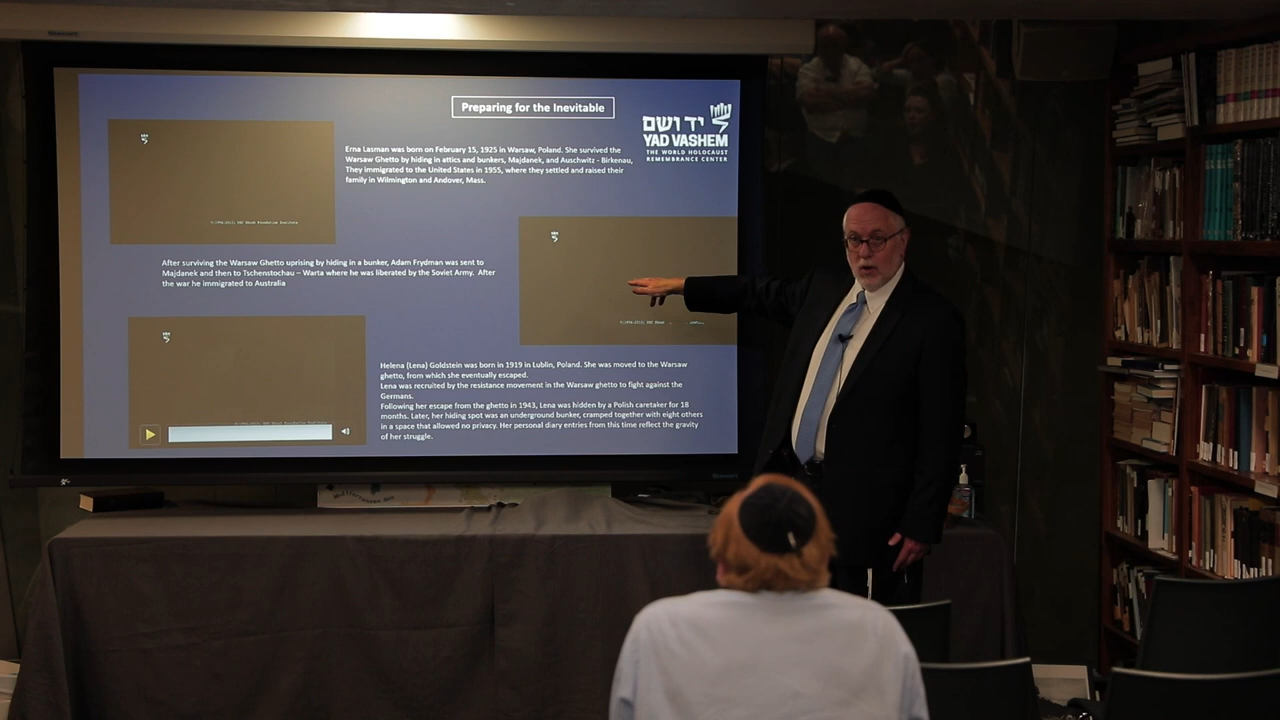 Preparing for the Inevitable
יד ושם
YAD VASHEM
THE WORLD HOLOCAUST
REMEMBRANCE CENTER
Erna Lasman was born on February 15, 1925 in Warsaw, Poland. She survived the
Warsaw Ghetto by hiding in attics and bunkers, Majdanek, and Auschwitz - Birkenau,
They immigrated to the United States in 1955, where they settled and raised their
family in Wilmington and Andover, Mass.
After surviving the Warsaw Ghetto uprising by hiding in a bunker, Adam Frydman was sent to
Majdanek and then to Tschenstochau – Warta where he was liberated by the Soviet Army. After
the war he immigrated to Australia
Helena (Lena) Goldstein was born in 1919 in Lublin, Poland. She was moved to the Warsaw
ghetto, from which she eventually escaped.
Lena was recruited by the resistance movement in the Warsaw ghetto to fight against the
Germans.
Following her escape from the ghetto in 1943, Lena was hidden by a Polish caretaker for 18
months. Later, her hiding spot was an underground bunker, cramped together with eight others
in a space that allowed no privacy. Her personal diary entries from this time reflect the gravity
of her struggle.